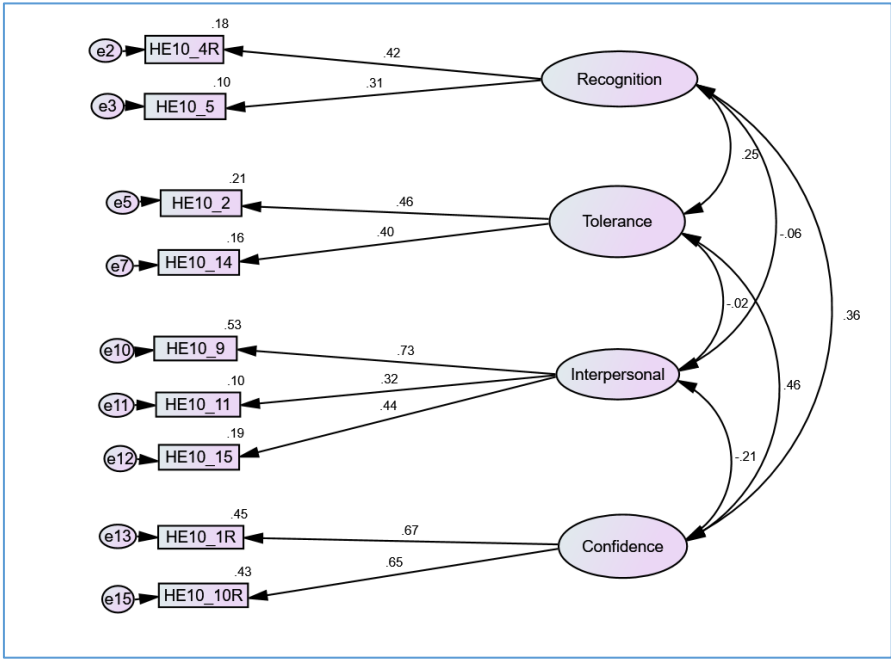 .18
e2 HE10_4R .42
Recognition
.10 .31
e3 HE10_5
.25
.21
e5 HE10_2 .46
Tolerance
.16 .40
e7 HE10_14
-.06
-.02
.36
.53
e10 HE10_9 .73
Interpersonal
.10 .32
e11 HE10_11
.46
.19 .44
e12 HE10_15
-.21
.45
e13 HE10_1R .67
Confidence
.43 .65
e15 HE10_10R